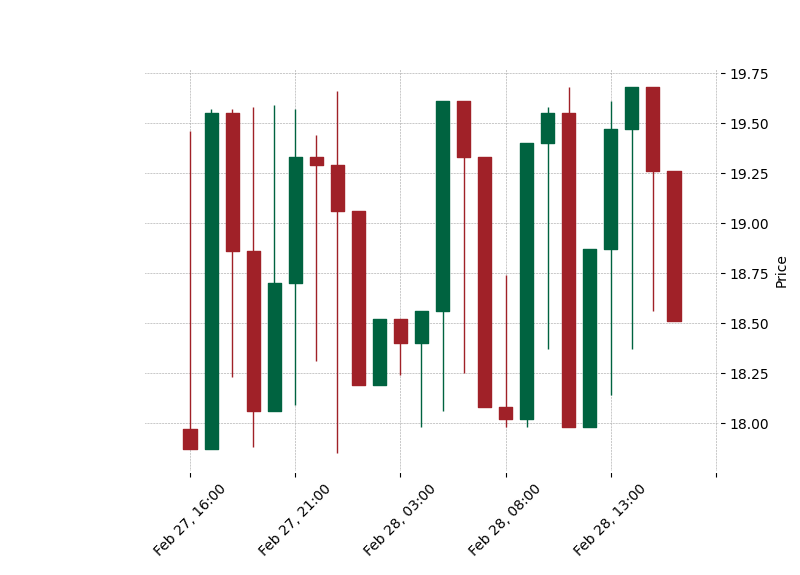 19.75
19.50
19.25
19.00
18.75
18.50
18.25
18.00
Price
Feb 27, 16:00
Feb 27, 21:00
Feb 28, 03:00
Feb 28, 08:00
Feb 28, 13:00